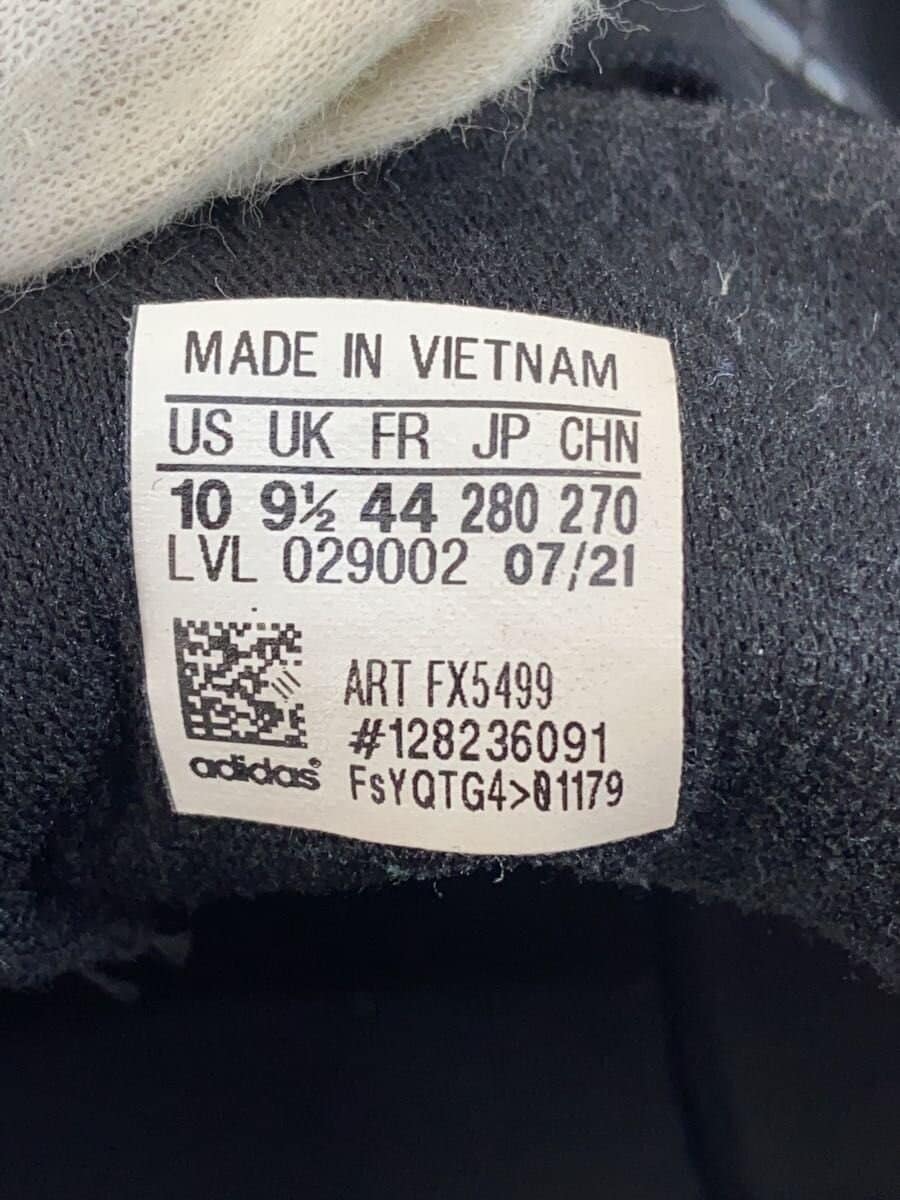 MADE IN VIETNAM
US UK FR JP CHN
10 9½ 44 280 270
LVL 029002 07/21
ART FX5499
#128236091
adidas®
FsYQTG4>01179